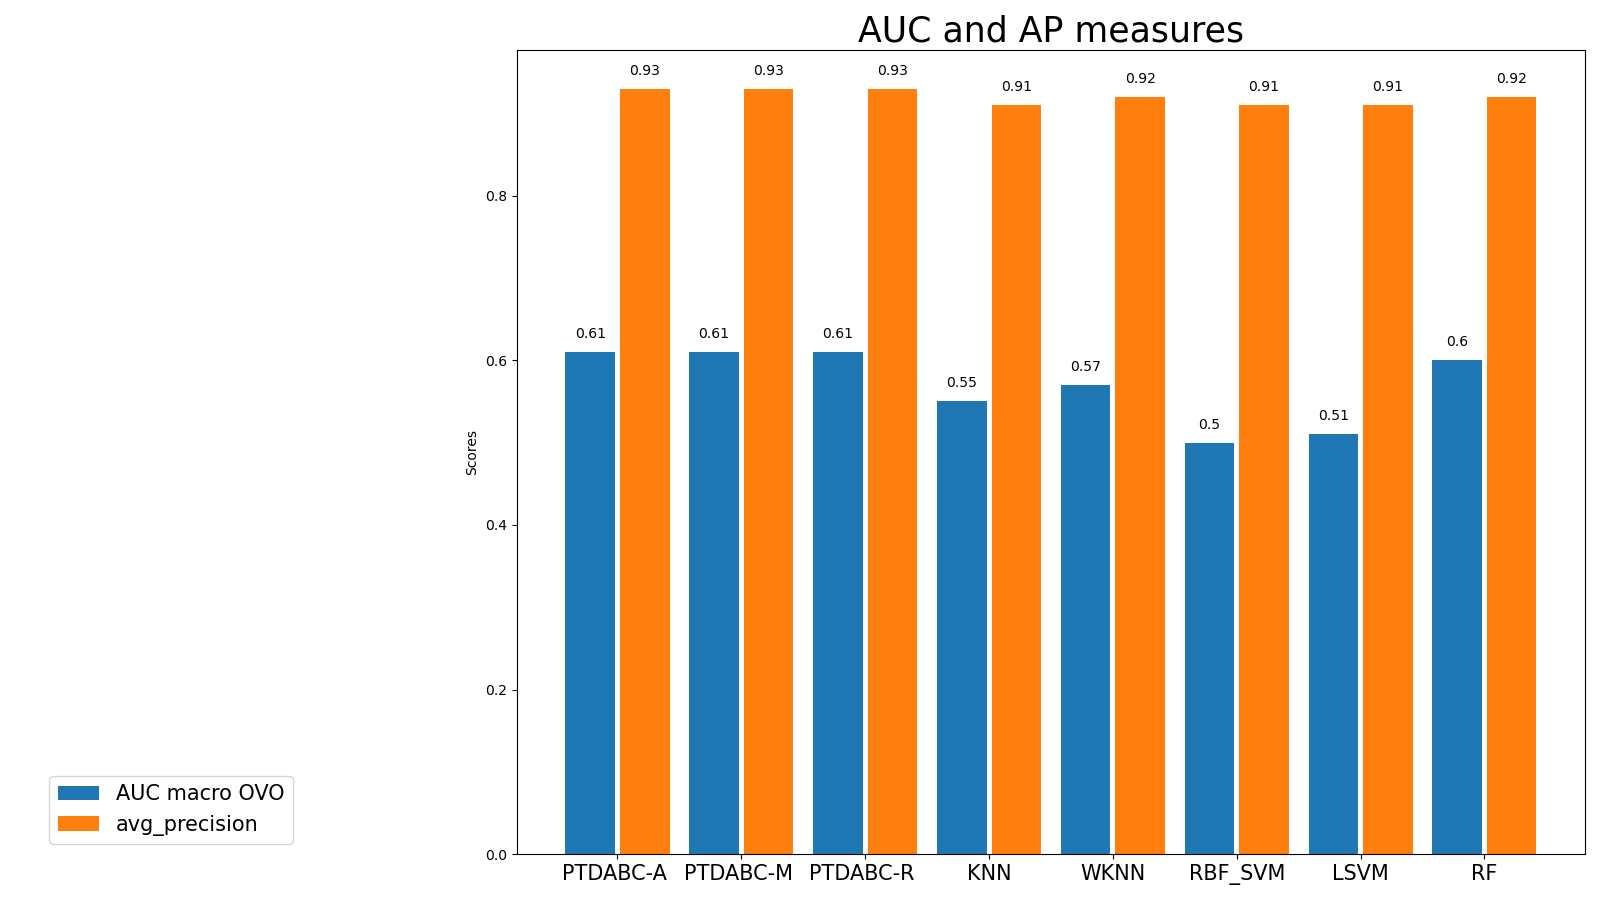 AUC and AP measures
0.93 0.93 0.93 0.91 0.92 0.91 0.91 0.92
0.61 0.61 0.61 0.55 0.57 0.5 0.51 0.6
0.8
0.6
0.4
0.2
0.0
Scores
PTDABC-A PTDABC-M PTDABC-R KNN WKNN RBF_SVM LSVM RF
AUC macro OVO
avg_precision